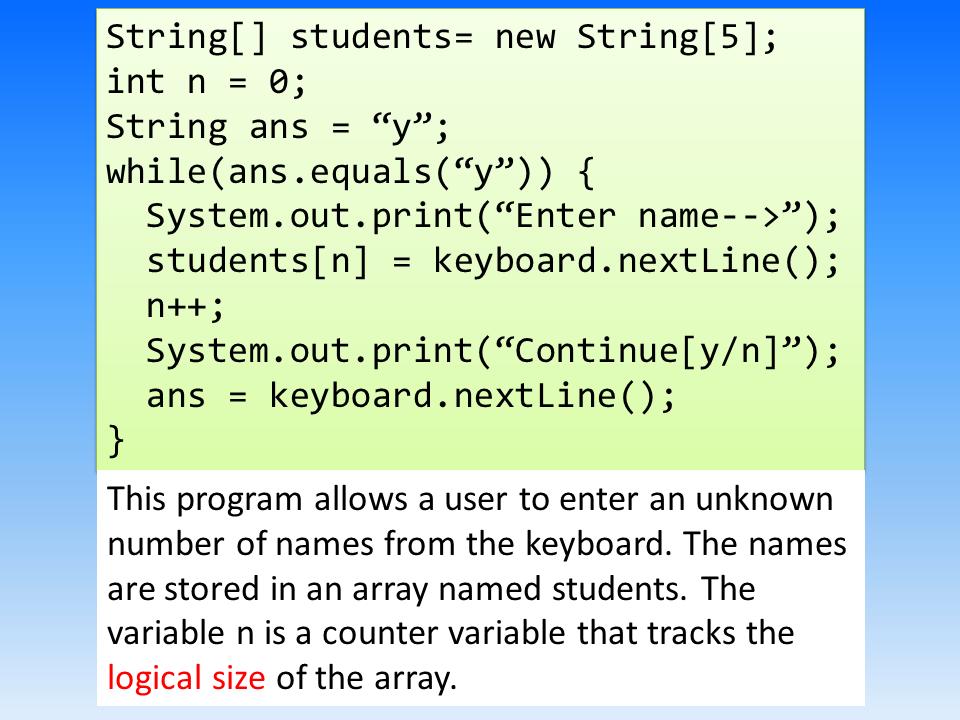 String[] students= new String[5];
int n = 0;
String ans = “y”;
while(ans.equals(“y”)) {
  System.out.print(“Enter name-->”);
  students[n] = keyboard.nextLine();
  n++;
  System.out.print(“Continue[y/n]”);
  ans = keyboard.nextLine();
}
This program allows a user to enter an unknown
number of names from the keyboard. The names
are stored in an array named students. The
variable n is a counter variable that tracks the
logical size of the array.